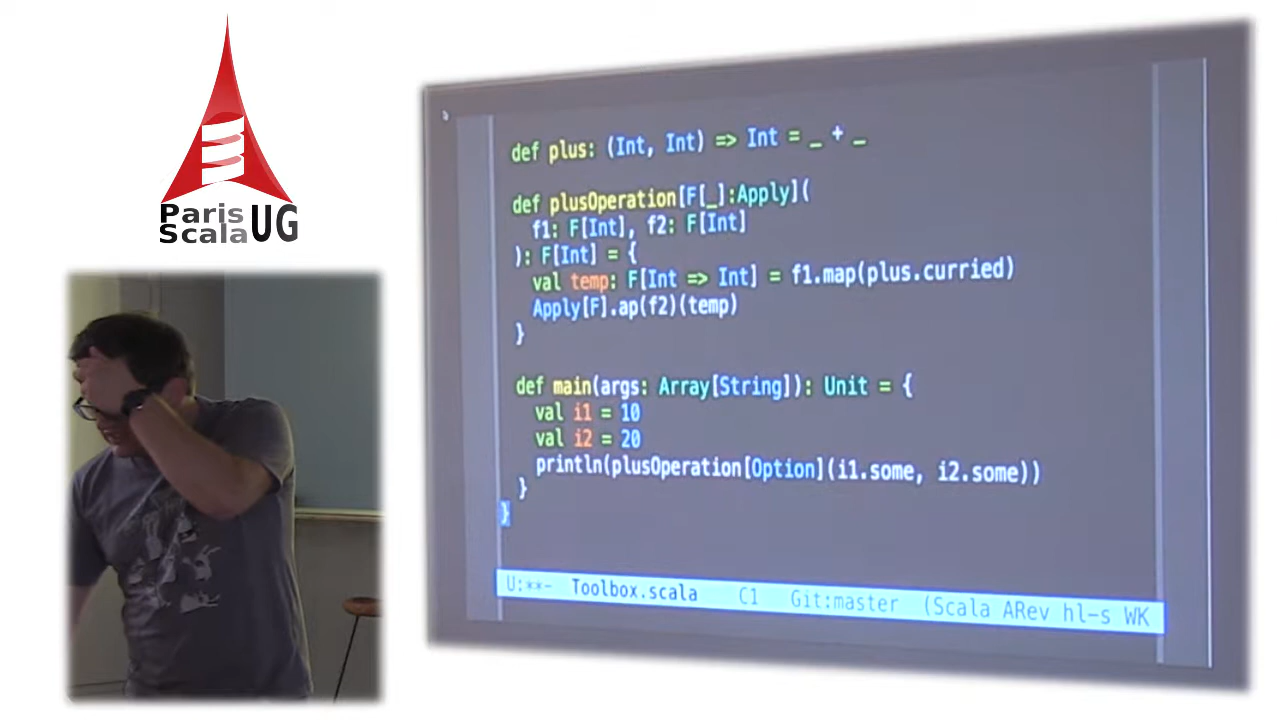 Paris
Scala UG
def plus: (Int, Int) => Int = _ + _
def plusOperation[F[_]:Apply](
f1: F[Int], f2: F[Int]
): F[Int] = {
val temp: F[Int => Int] = f1.map(plus.curried)
Apply[F].ap(f2)(temp)
}
def main(args: Array[String]): Unit = {
val i1 = 10
val i2 = 20
println(plusOperation[Option](i1.some, i2.some))
}
}
U:**- Toolbox.scala C1 Git:master (Scala ARev hl-s WK